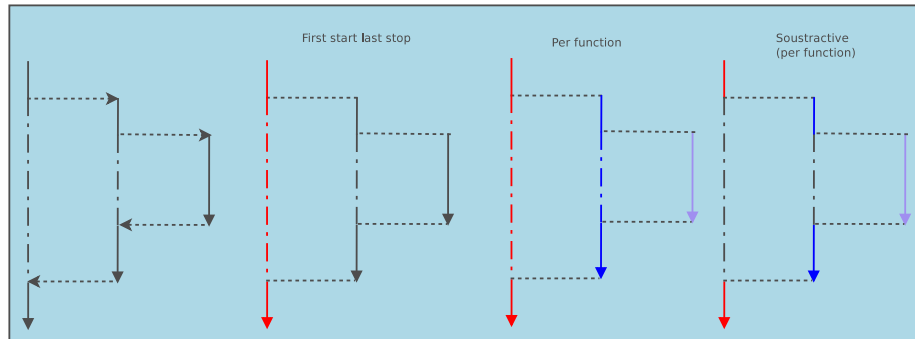 First start last stop
Per function
Soustractive
(per function)